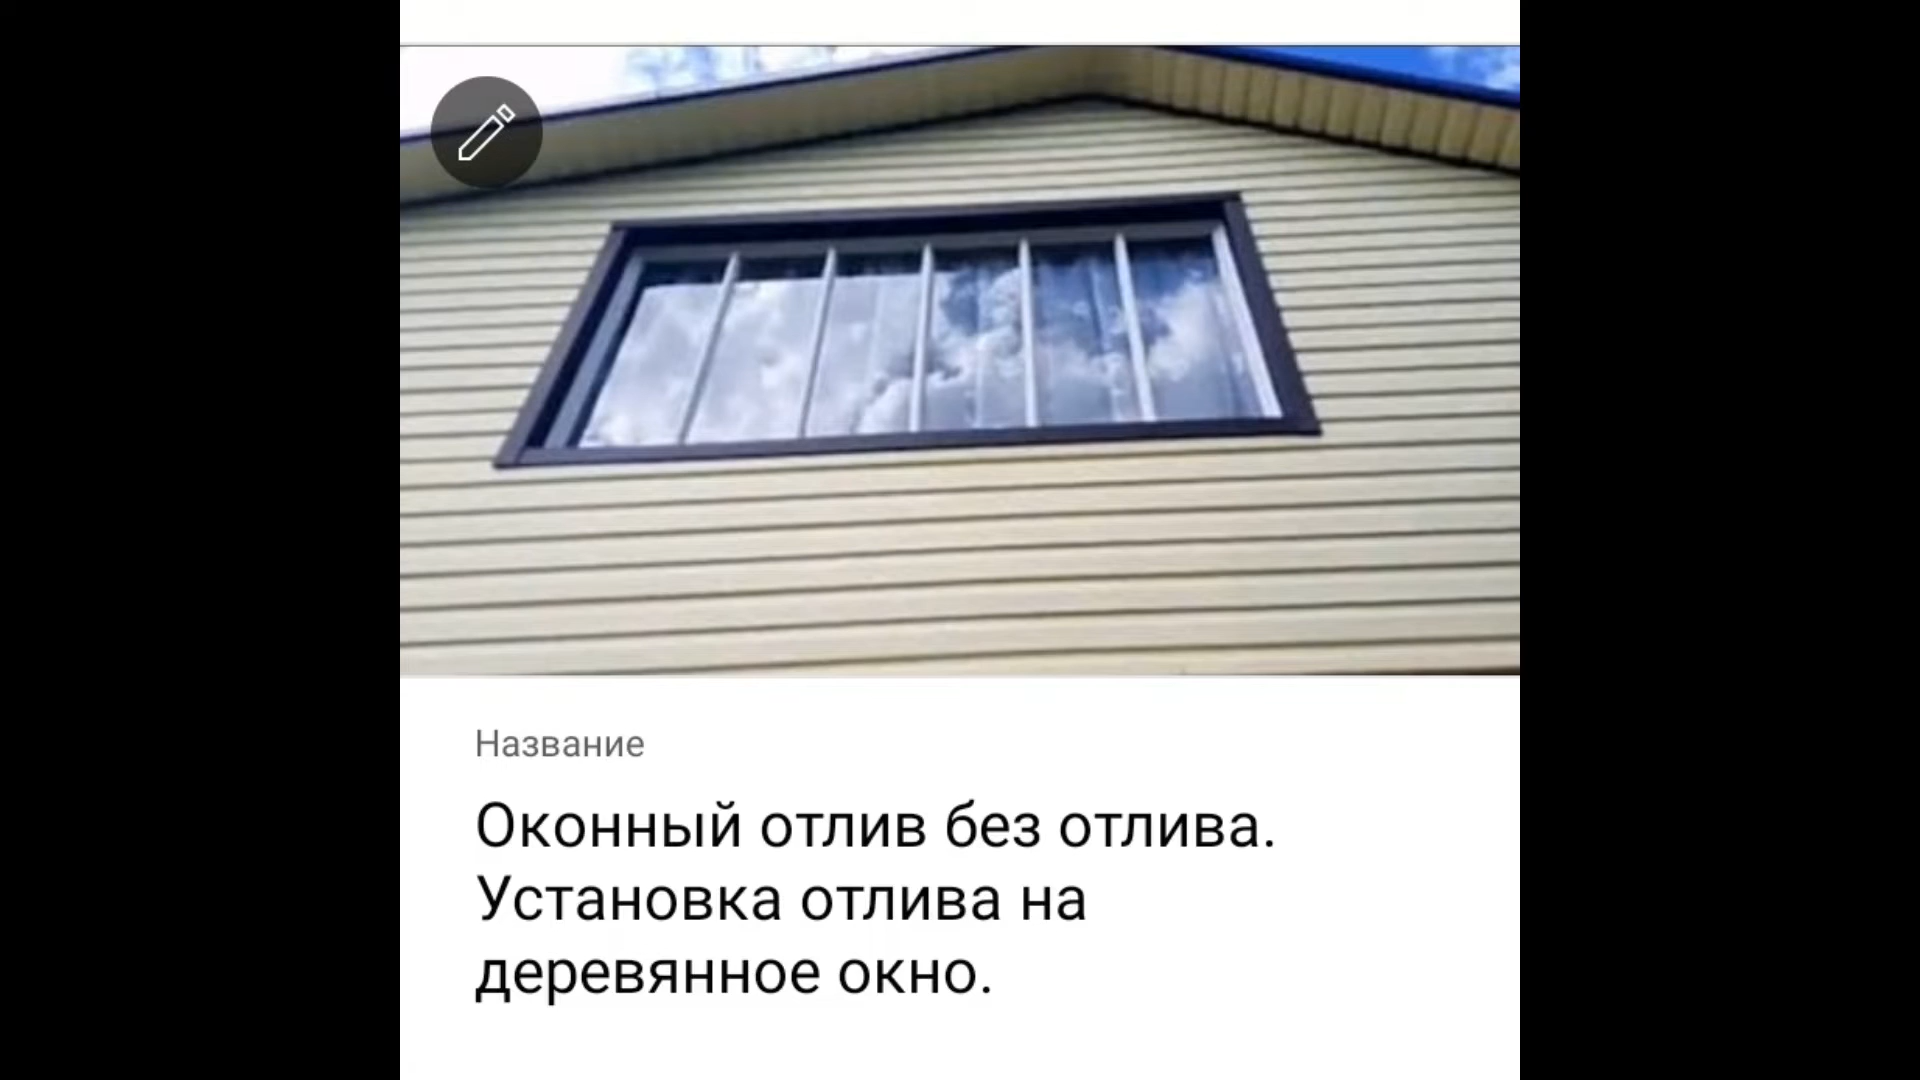 Название
Оконный отлив без отлива.
Установка отлива на
деревянное окно.